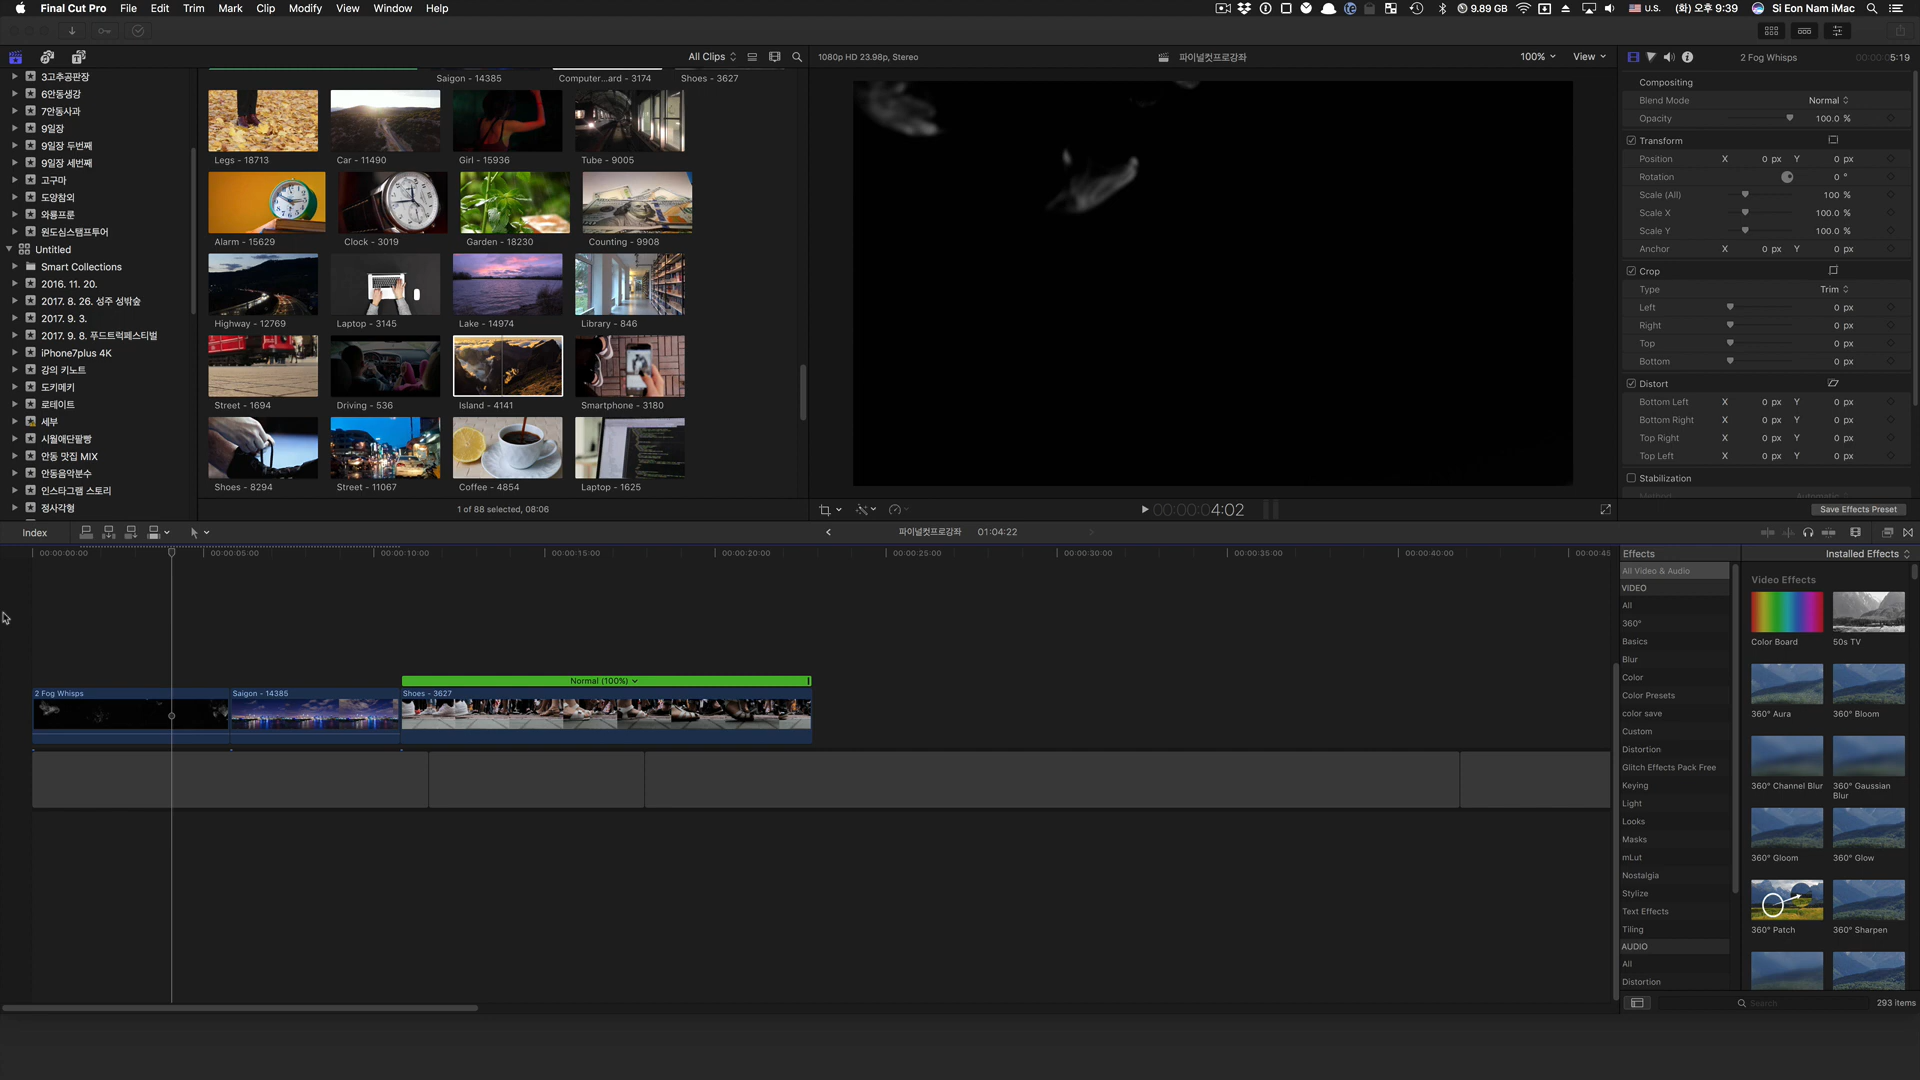 Final Cut Pro File Edit Trim Mark Clip Modify View Window Help 9.89 GB U.S. (화) 오후 9:39 Si Eon Nam iMac
All Clips 1080p HD 23.98p, Stereo 파이널컷프로강좌 100% View 2 Fog Whisps 5:19
3고추공판장
6안동생강
7안동사과
9일장
9일장 두번째
9일장 세번째
고구마
도양참외
와룡프룬
원도심스탬프투어
Untitled
Smart Collections
2016. 11. 20.
2017. 8. 26. 성주 성밖숲
2017. 9. 3.
2017. 9. 8. 푸드트럭페스티벌
iPhone7plus 4K
강의 키노트
도키메키
로테이트
세부
시월애단팥빵
안동 맛집 MIX
안동음악분수
인스타그램 스토리
정사각형
Saigon - 14385 Computer...ard - 3174 Shoes - 3627
Legs - 18713 Car - 11490 Girl - 15936 Tube - 9005
Alarm - 15629 Clock - 3019 Garden - 18230 Counting - 9908
Highway - 12769 Laptop - 3145 Lake - 14974 Library - 846
Street - 1694 Driving - 536 Island - 4141 Smartphone - 3180
Shoes - 8294 Street - 11067 Coffee - 4854 Laptop - 1625
1 of 88 selected, 08:06
00:00:04:02
Compositing
Blend Mode Normal
Opacity 100.0 %
Transform
Position X 0 px Y 0 px
Rotation 0 °
Scale (All) 100 %
Scale X 100.0 %
Scale Y 100.0 %
Anchor X 0 px Y 0 px
Crop
Type Trim
Left 0 px
Right 0 px
Top 0 px
Bottom 0 px
Distort
Bottom Left X 0 px Y 0 px
Bottom Right X 0 px Y 0 px
Top Right X 0 px Y 0 px
Top Left X 0 px Y 0 px
Stabilization
Method Automatic
Save Effects Preset
Index 파이널컷프로강좌 01:04:22
00:00:00:00 00:00:05:00 00:00:10:00 00:00:15:00 00:00:20:00 00:00:25:00 00:00:30:00 00:00:35:00 00:00:40:00 00:00:45
Normal (100%)
2 Fog Whisps Saigon - 14385 Shoes - 3627
Effects Installed Effects
All Video & Audio
VIDEO
All
360°
Basics
Blur
Color
Color Presets
color save
Custom
Distortion
Glitch Effects Pack Free
Keying
Light
Looks
Masks
mLut
Nostalgia
Stylize
Text Effects
Tiling
AUDIO
All
Distortion
Video Effects
Color Board 50s TV
360° Aura 360° Bloom
360° Channel Blur 360° Gaussian Blur
360° Gloom 360° Glow
360° Patch 360° Sharpen
Search 293 items